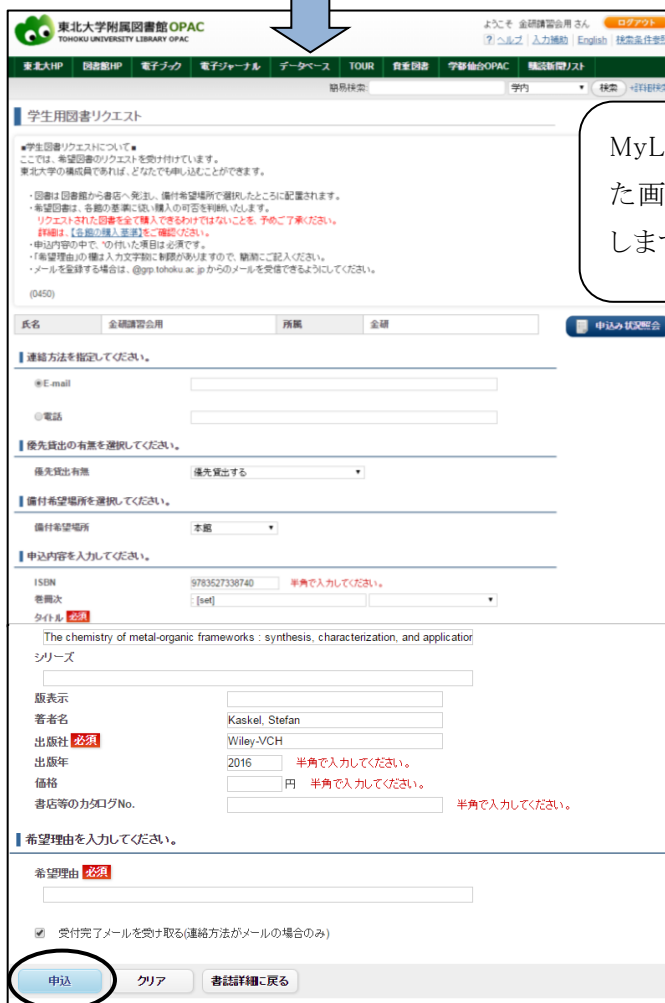 東北大学附属図書館 OPAC
TOHOKU UNIVERSITY LIBRARY OPAC
ようこそ 金研講習会用 さん ログアウト
? ヘルプ | 入力補助 | English | 検索条件参照
東北大HP 図書館HP 電子ブック 電子ジャーナル データベース TOUR 貴重図書 学都仙台OPAC 購読新聞リスト
簡易検索: 学内 検索 +詳細検索
学生用図書リクエスト
■学生図書リクエストについて■
ここでは、希望図書のリクエストを受け付けています。
東北大学の構成員であれば、どなたでも申し込むことができます。
・図書は図書館から書店へ発注し、備付希望場所で選択したところに配置されます。
・希望図書は、各館の基準に従い購入の可否を判断いたします。
リクエストされた図書を全て購入できるわけではないことを、予めご了承ください。
詳細は、【各館の購入基準】をご確認ください。
・申込内容の中で、*の付いた項目は必須です。
・「希望理由」の欄は入力文字数に制限がありますので、簡潔にご記入ください。
・メールを登録する場合は、@grp.tohoku.ac.jpからのメールを受信できるようにしてください。
(0450)
MyL
た画
します
氏名 金研講習会用 所属 金研
申込み状況照会
連絡方法を指定してください。
E-mail
電話
優先貸出の有無を選択してください。
優先貸出有無 優先貸出する
備付希望場所を選択してください。
備付希望場所 本館
申込内容を入力してください。
ISBN 9783527338740 半角で入力してください。
巻冊次 : [set]
タイトル 必須
The chemistry of metal-organic frameworks : synthesis, characterization, and application
シリーズ
版表示
著者名 Kaskel, Stefan
出版社 必須 Wiley-VCH
出版年 2016 半角で入力してください。
価格 円 半角で入力してください。
書店等のカタログNo. 半角で入力してください。
希望理由を入力してください。
希望理由 必須
受付完了メールを受け取る(連絡方法がメールの場合のみ)
申込 クリア 書誌詳細に戻る